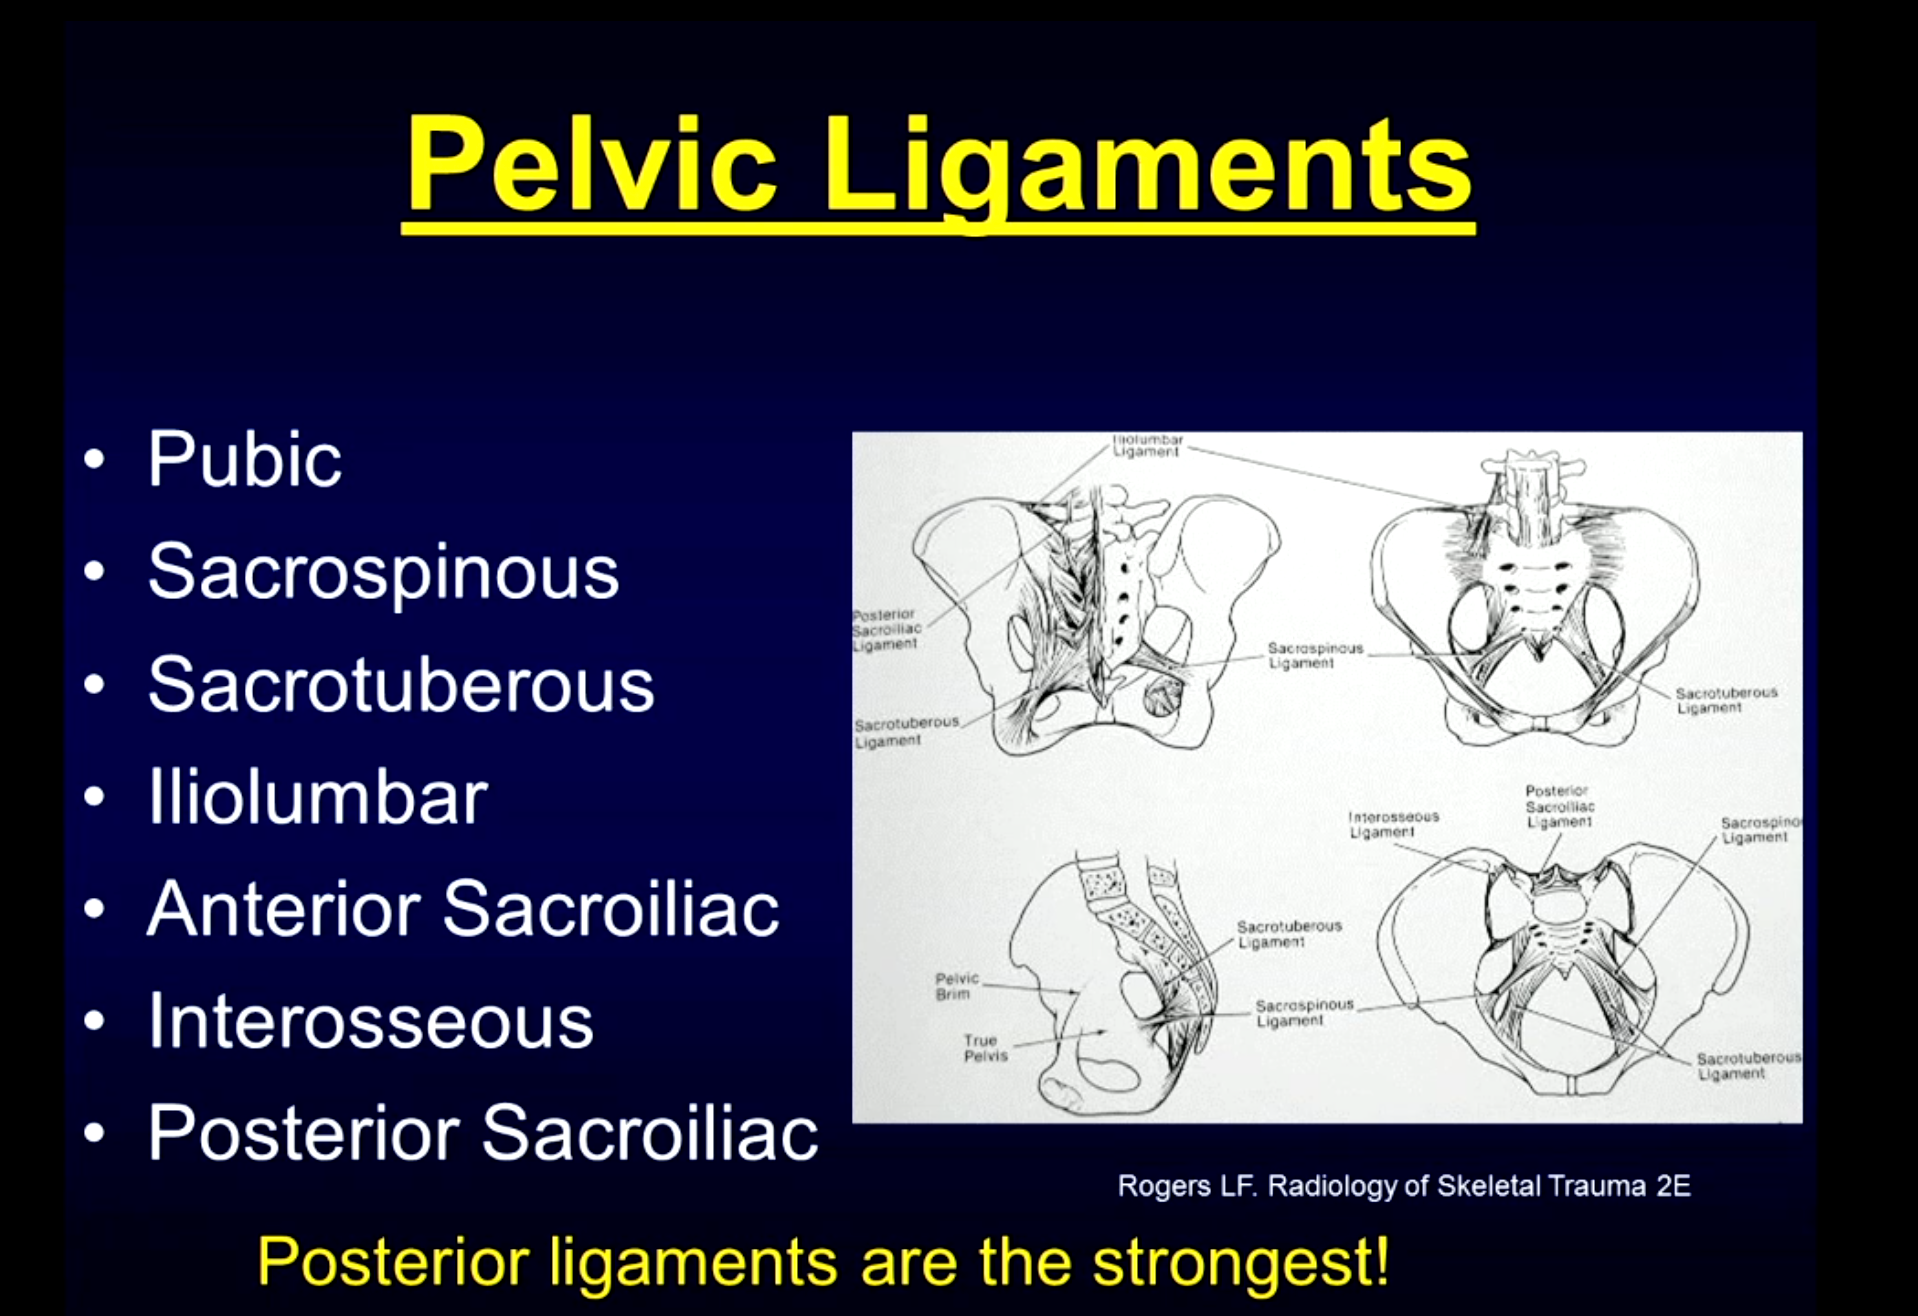 Pelvic Ligaments
• Pubic
• Sacrospinous
• Sacrotuberous
• Iliolumbar
• Anterior Sacroiliac
• Interosseous
• Posterior Sacroiliac
Iliolumbar
Ligament
Posterior
Sacroiliac
Ligament
Sacrospinous
Ligament
Sacrotuberous
Ligament
Sacrotuberous
Ligament
Posterior
Sacroiliac
Ligament
Interosseous
Ligament
Sacrospino
Ligament
Sacrotuberous
Ligament
Pelvic
Brim
Sacrospinous
Ligament
True
Pelvis
Sacrotuberous
Ligament
Rogers LF. Radiology of Skeletal Trauma 2E
Posterior ligaments are the strongest!